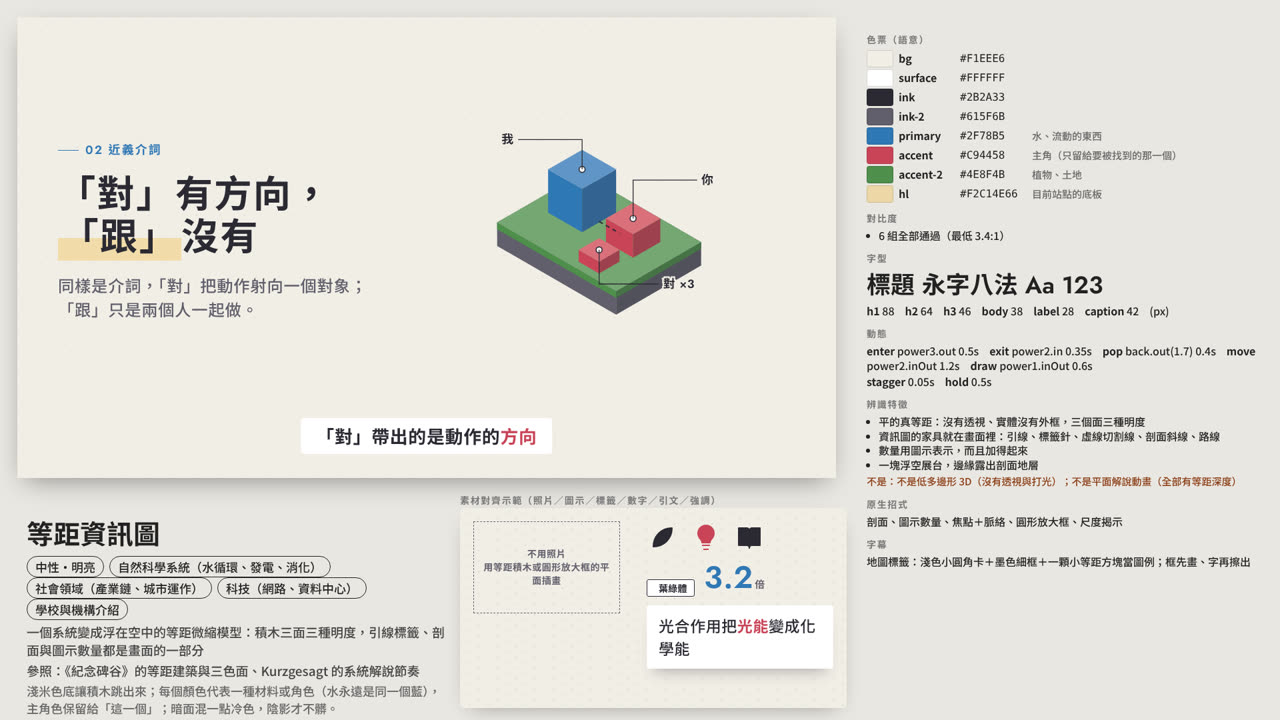 02 近義介詞
「對」有方向，
「跟」沒有
同樣是介詞，「對」把動作射向一個對象；
「跟」只是兩個人一起做。
我
你
對 ×3
「對」帶出的是動作的方向
等距資訊圖
中性・明亮
自然科學系統（水循環、發電、消化）
社會領域（產業鏈、城市運作）
科技（網路、資料中心）
學校與機構介紹
一個系統變成浮在空中的等距微縮模型：積木三面三種明度，引線標籤、剖
面與圖示數量都是畫面的一部分
參照：《紀念碑谷》的等距建築與三色面、Kurzgesagt 的系統解說節奏
淺米色底讓積木跳出來；每個顏色代表一種材料或角色（水永遠是同一個藍），
主角色保留給「這一個」；暗面混一點冷色，陰影才不髒。
素材對齊示範（照片／圖示／標籤／數字／引文／強調）
不用照片
用等距積木或圓形放大框的平
面插畫
葉綠體
3.2倍
光合作用把光能變成化
學能
色票（語意）
bg #F1EEE6
surface #FFFFFF
ink #2B2A33
ink-2 #615F6B
primary #2F78B5 水、流動的東西
accent #C94458 主角（只留給要被找到的那一個）
accent-2 #4E8F4B 植物、土地
hl #F2C14E66 目前站點的底板
對比度
• 6 組全部通過（最低 3.4:1）
字型
標題 永字八法 Aa 123
h1 88 h2 64 h3 46 body 38 label 28 caption 42 (px)
動態
enter power3.out 0.5s exit power2.in 0.35s pop back.out(1.7) 0.4s move
power2.inOut 1.2s draw power1.inOut 0.6s
stagger 0.05s hold 0.5s
辨識特徵
• 平的真等距：沒有透視、實體沒有外框，三個面三種明度
• 資訊圖的家具就在畫面裡：引線、標籤針、虛線切割線、剖面斜線、路線
• 數量用圖示表示，而且加得起來
• 一塊浮空展台，邊緣露出剖面地層
不是：不是低多邊形 3D（沒有透視與打光）；不是平面解說動畫（全部有等距深度）
原生招式
剖面、圖示數量、焦點＋脈絡、圓形放大框、尺度揭示
字幕
地圖標籤：淺色小圓角卡＋墨色細框＋一顆小等距方塊當圖例；框先畫、字再擦出